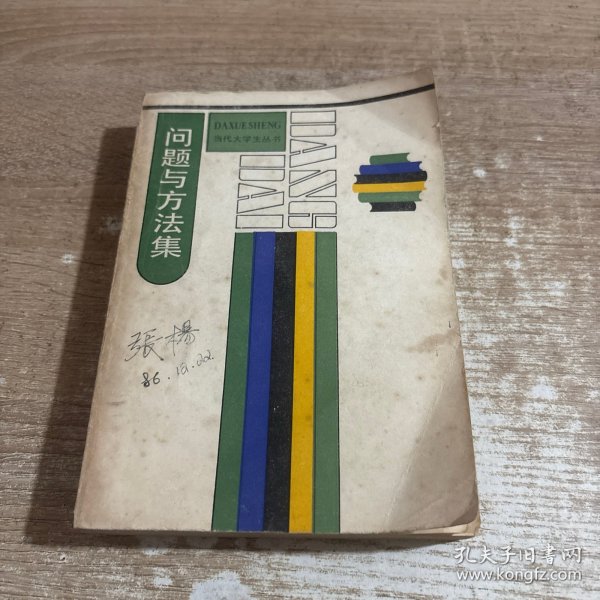 DAXUESHENG
当代大学生丛书
DANG
DAI
问题与方法集
張楊
86.12.22.
孔夫子旧书网
www.kongfz.com